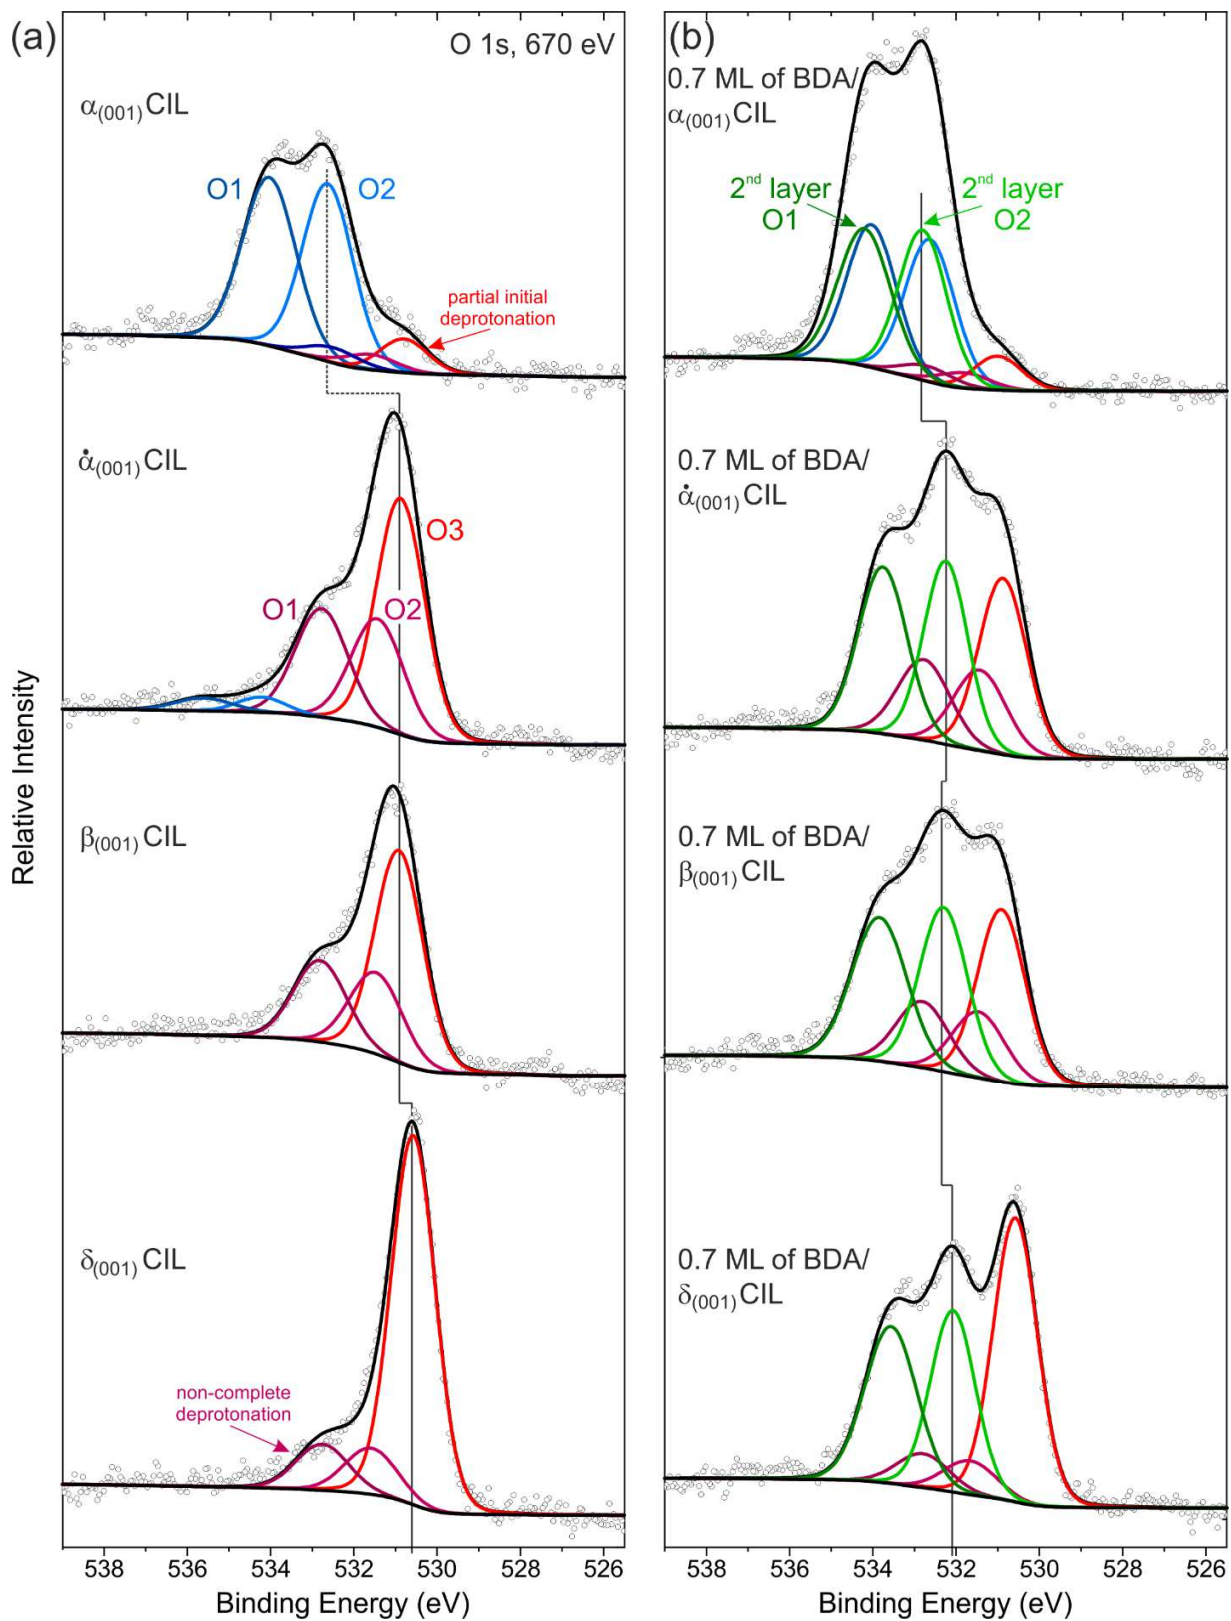 (a)
O 1s, 670 eV
α(001)CIL
O1
O2
partial initial
deprotonation
α̇(001)CIL
O3
O1
O2
β(001)CIL
δ(001)CIL
non-complete
deprotonation
538 536 534 532 530 528 526
Binding Energy (eV)
Relative Intensity
(b)
0.7 ML of BDA/
α(001)CIL
2nd layer
O1
2nd layer
O2
0.7 ML of BDA/
α̇(001)CIL
0.7 ML of BDA/
β(001)CIL
0.7 ML of BDA/
δ(001)CIL
538 536 534 532 530 528 526
Binding Energy (eV)